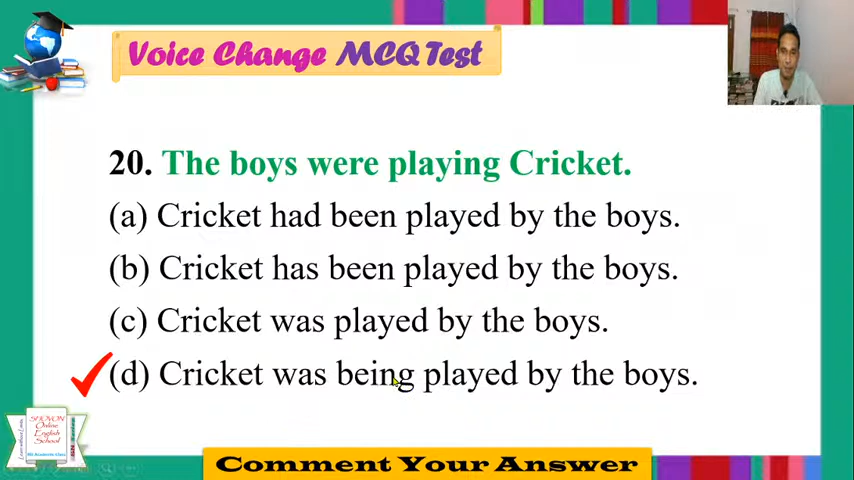 Voice Change MCQ Test
20. The boys were playing Cricket.
(a) Cricket had been played by the boys.
(b) Cricket has been played by the boys.
(c) Cricket was played by the boys.
(d) Cricket was being played by the boys.
SHOVON
Online
English
School
Comment Your Answer